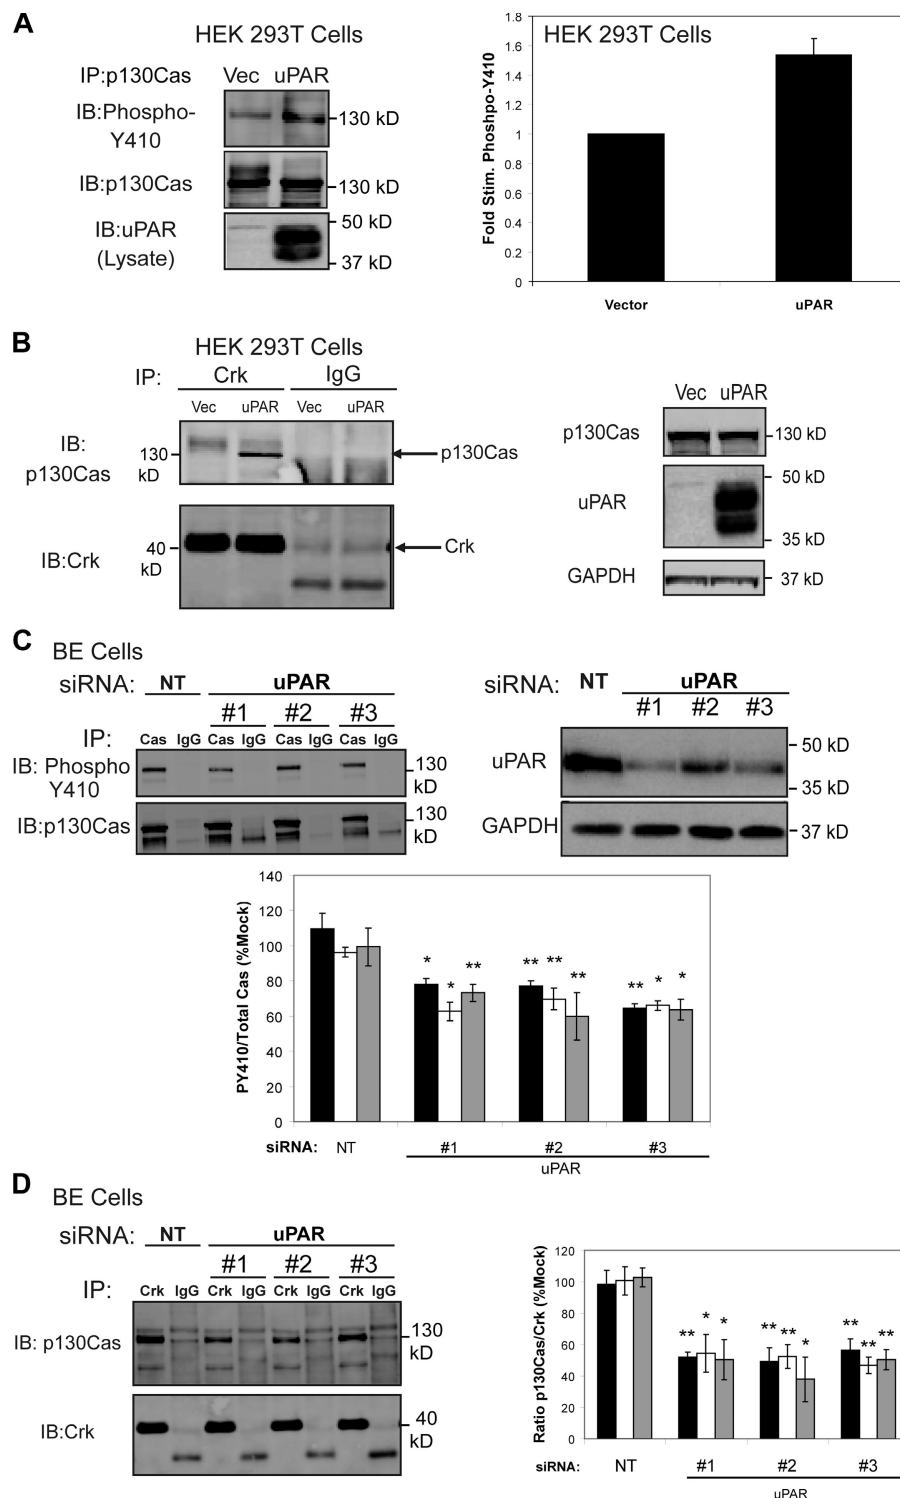 A
HEK 293T Cells
IP:p130Cas Vec uPAR
IB:Phospho-
Y410
130 kD
IB:p130Cas
130 kD
IB:uPAR
(Lysate)
50 kD
37 kD
HEK 293T Cells
Fold Stim. Phoshpo-Y410
1.8
1.6
1.4
1.2
1
0.8
0.6
0.4
0.2
0
Vector uPAR
B
HEK 293T Cells
IP: Crk IgG
Vec uPAR Vec uPAR
IB:
p130Cas
130
kD
p130Cas
IB:Crk
40
kD
Crk
Vec uPAR
p130Cas
130 kD
uPAR
50 kD
35 kD
GAPDH
37 kD
C
BE Cells
siRNA: NT uPAR
#1 #2 #3
IP: Cas IgG Cas IgG Cas IgG Cas IgG
IB: Phospho
Y410
130
kD
IB:p130Cas
130
kD
siRNA: NT uPAR
#1 #2 #3
uPAR
50 kD
35 kD
GAPDH
37 kD
PY410/Total Cas (%Mock)
140
120
100
80
60
40
20
0
* * **
** ** **
** * *
siRNA: NT #1 #2 #3
uPAR
D
BE Cells
siRNA: NT uPAR
#1 #2 #3
IP: Crk IgG Crk IgG Crk IgG Crk IgG
IB: p130Cas
130
kD
IB:Crk
40
kD
Ratio p130Cas/Crk (%Mock)
120
100
80
60
40
20
0
** * *
** ** *
** ** **
siRNA: NT #1 #2 #3
uPAR